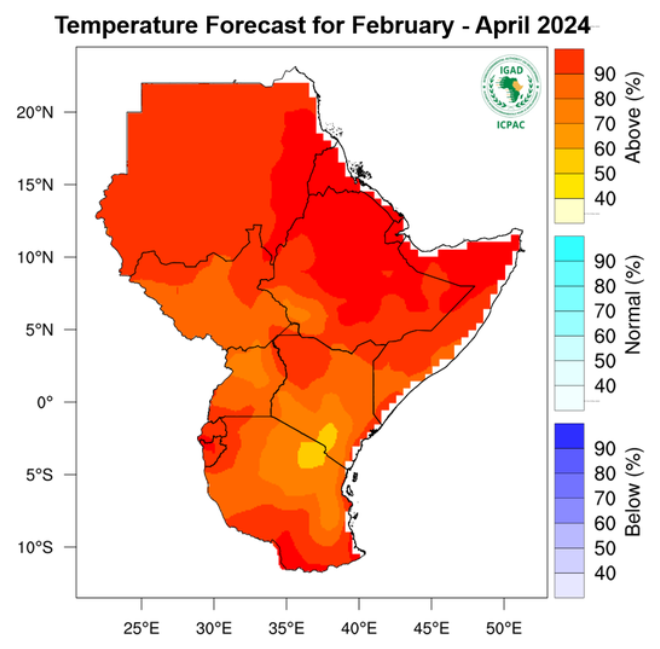 Temperature Forecast for February - April 2024
IGAD
ICPAC
20°N
15°N
10°N
5°N
0°
5°S
10°S
25°E 30°E 35°E 40°E 45°E 50°E
90
80
70
60
50
40
Above (%)
90
80
70
60
50
40
Normal (%)
90
80
70
60
50
40
Below (%)